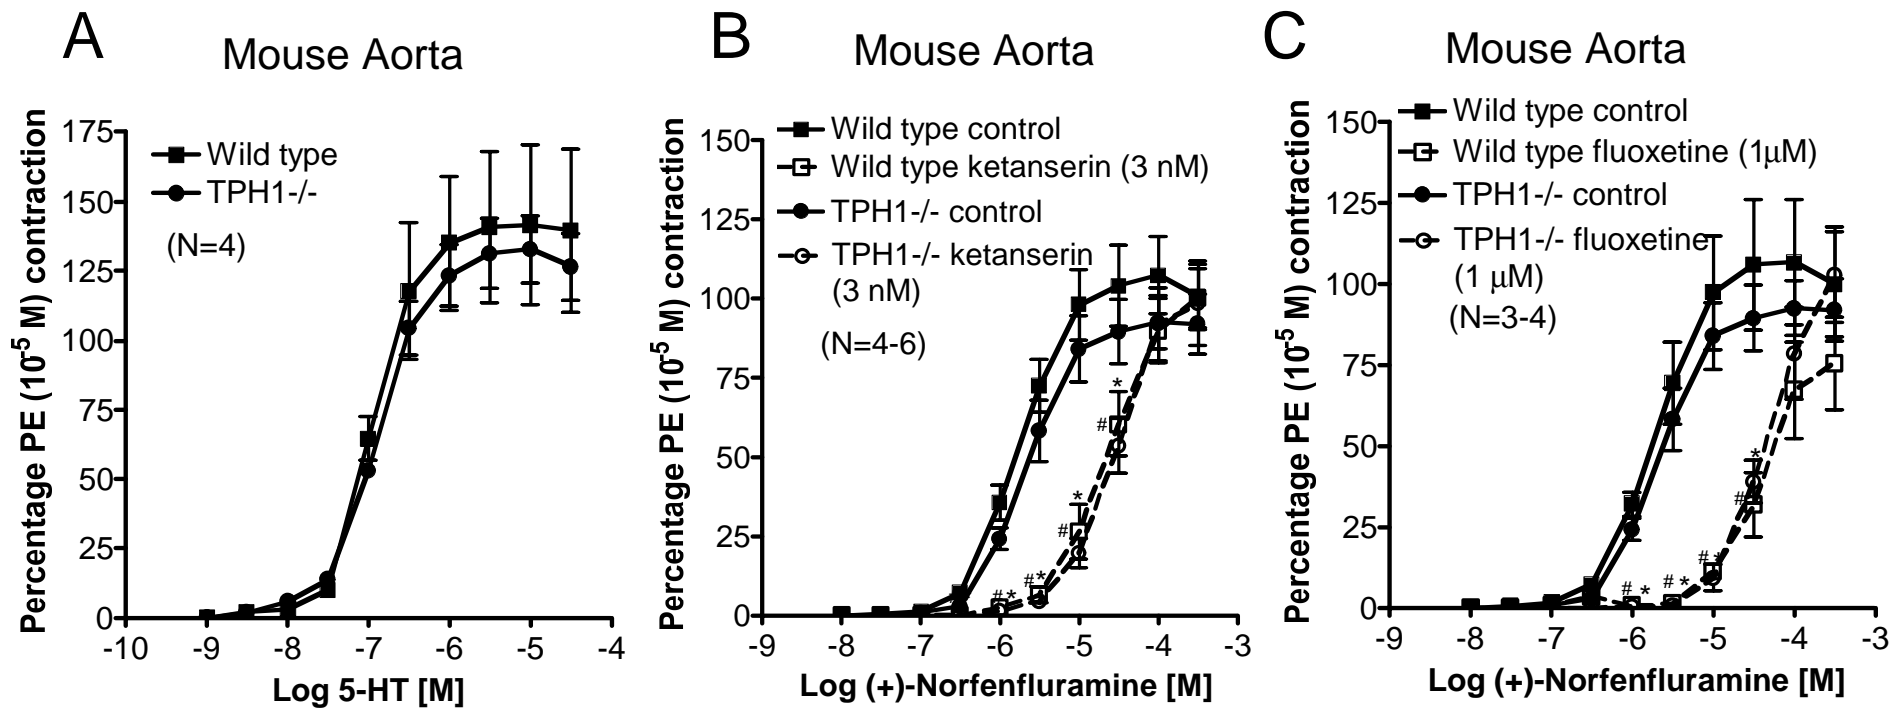 A
Mouse Aorta
Percentage PE (10-5 M) contraction
175
150
125
100
75
50
25
0
Wild type
TPH1-/-
(N=4)
-10 -9 -8 -7 -6 -5 -4
Log 5-HT [M]
B
Mouse Aorta
Percentage PE (10-5 M) contraction
150
125
100
75
50
25
0
Wild type control
Wild type ketanserin (3 nM)
TPH1-/- control
TPH1-/- ketanserin
(3 nM)
(N=4-6)
*
#
*
#
#*
#*
-9 -8 -7 -6 -5 -4 -3
Log (+)-Norfenfluramine [M]
C
Mouse Aorta
Percentage PE (10-5 M) contraction
150
125
100
75
50
25
0
Wild type control
Wild type fluoxetine (1μM)
TPH1-/- control
TPH1-/- fluoxetine
(1 μM)
(N=3-4)
*
#
# *
# *
# *
-9 -8 -7 -6 -5 -4 -3
Log (+)-Norfenfluramine [M]